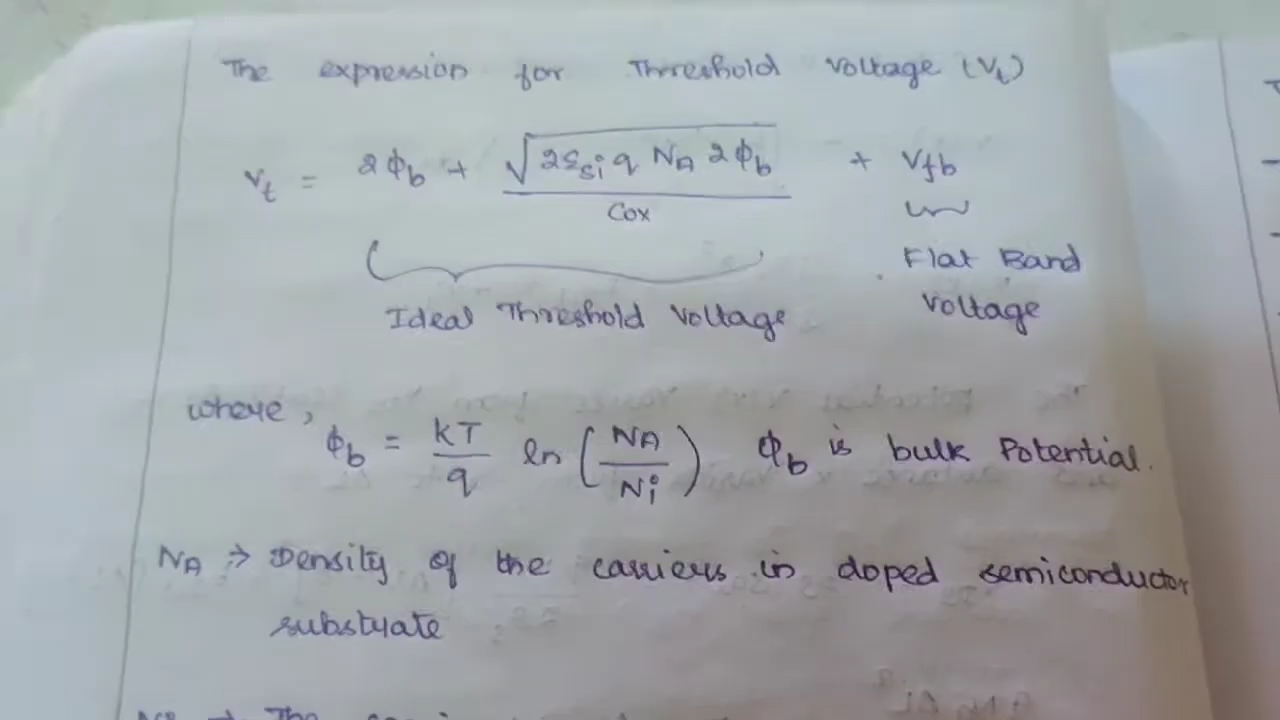 The expression for Threshold Voltage (Vt)
Vt = 2Φb + √(2εsi q NA 2Φb) / Cox + Vfb
Ideal Threshold Voltage
Flat Band
Voltage
where,
Φb = KT/q ln (NA/Ni) Φb is bulk Potential.
NA → Density of the carriers in doped semiconductor
substrate